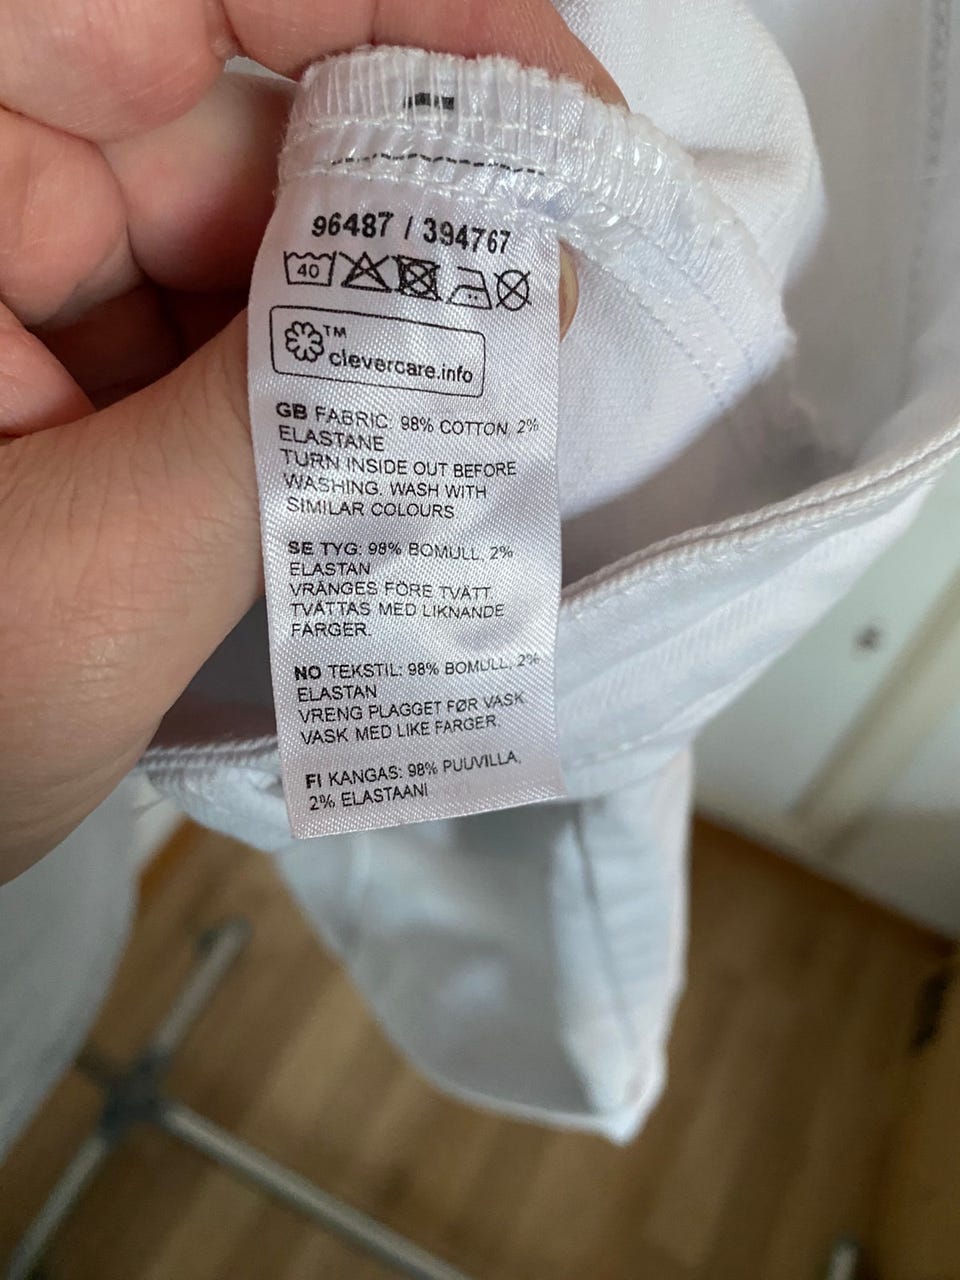 96487 / 394767
40
TM
clevercare.info
GB FABRIC: 98% COTTON, 2%
ELASTANE
TURN INSIDE OUT BEFORE
WASHING. WASH WITH
SIMILAR COLOURS
SE TYG: 98% BOMULL, 2%
ELASTAN
VRÄNGES FÖRE TVÄTT.
TVÄTTAS MED LIKNANDE
FÄRGER.
NO TEKSTIL: 98% BOMULL, 2%
ELASTAN
VRENG PLAGGET FØR VASK
VASK MED LIKE FARGER
FI KANGAS: 98% PUUVILLA,
2% ELASTAANI